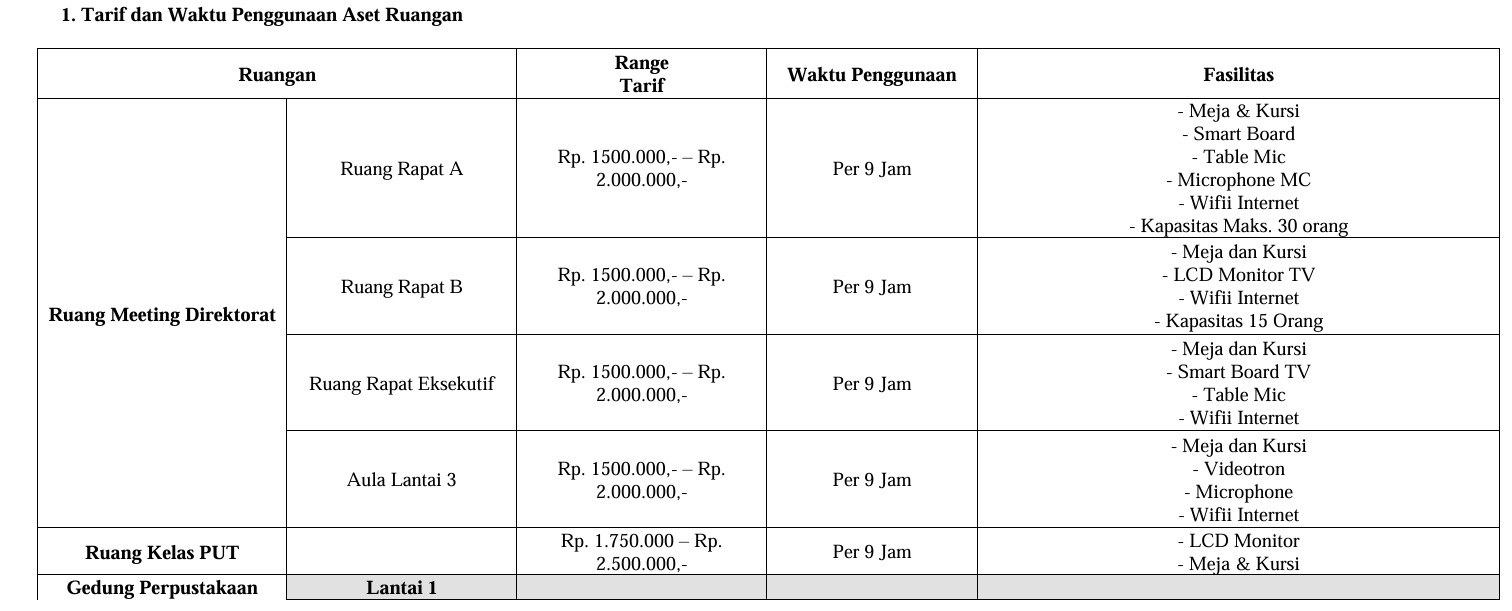 1. Tarif dan Waktu Penggunaan Aset Ruangan
Ruangan
Range
Tarif
Waktu Penggunaan
Fasilitas
Ruang Meeting Direktorat
Ruang Rapat A
Rp. 1500.000,- – Rp.
2.000.000,-
Per 9 Jam
- Meja & Kursi
- Smart Board
- Table Mic
- Microphone MC
- Wifii Internet
- Kapasitas Maks. 30 orang
Ruang Rapat B
Rp. 1500.000,- – Rp.
2.000.000,-
Per 9 Jam
- Meja dan Kursi
- LCD Monitor TV
- Wifii Internet
- Kapasitas 15 Orang
Ruang Rapat Eksekutif
Rp. 1500.000,- – Rp.
2.000.000,-
Per 9 Jam
- Meja dan Kursi
- Smart Board TV
- Table Mic
- Wifii Internet
Aula Lantai 3
Rp. 1500.000,- – Rp.
2.000.000,-
Per 9 Jam
- Meja dan Kursi
- Videotron
- Microphone
- Wifii Internet
Ruang Kelas PUT
Rp. 1.750.000 – Rp.
2.500.000,-
Per 9 Jam
- LCD Monitor
- Meja & Kursi
Gedung Perpustakaan
Lantai 1